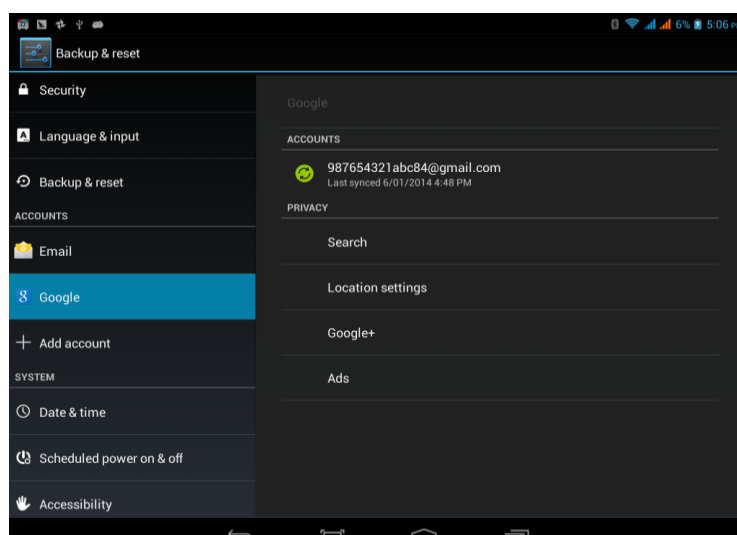 6% 5:06
Backup & reset
Security
Language & input
Backup & reset
ACCOUNTS
Email
Google
Add account
SYSTEM
Date & time
Scheduled power on & off
Accessibility
Google
ACCOUNTS
987654321abc84@gmail.com
Last synced 6/01/2014 4:48 PM
PRIVACY
Search
Location settings
Google+
Ads